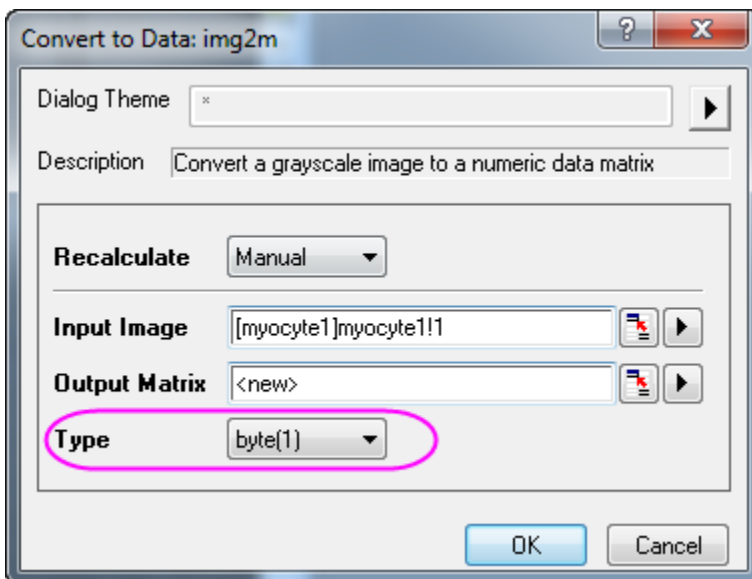 Convert to Data: img2m
Dialog Theme *
Description Convert a grayscale image to a numeric data matrix
Recalculate Manual
Input Image [myocyte1]myocyte1!1
Output Matrix <new>
Type byte(1)
OK Cancel